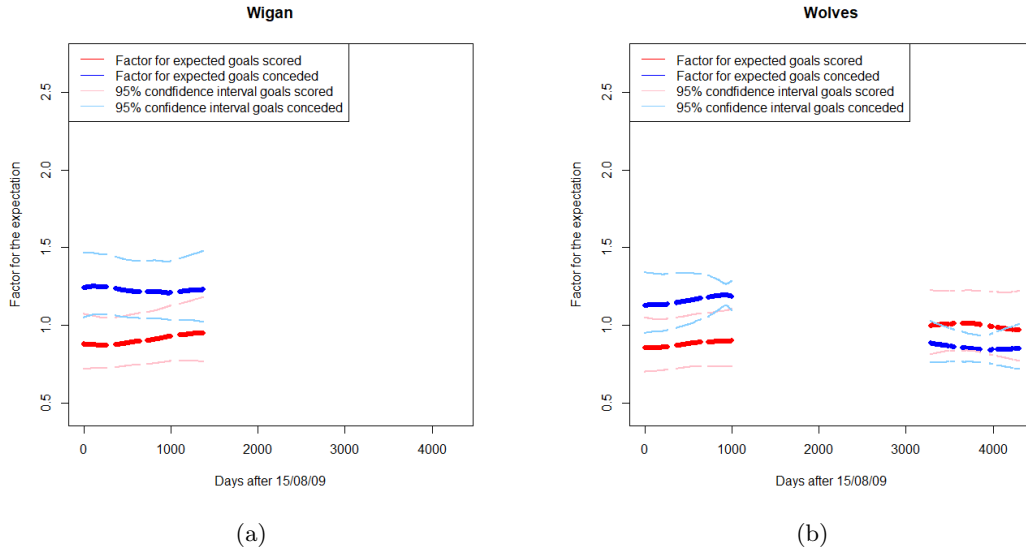 Wigan
Factor for expected goals scored
Factor for expected goals conceded
95% condfidence interval goals scored
95% confidence interval goals conceded
Factor for the expectation
2.5
2.0
1.5
1.0
0.5
0 1000 2000 3000 4000
Days after 15/08/09
(a)
Wolves
Factor for expected goals scored
Factor for expected goals conceded
95% condfidence interval goals scored
95% confidence interval goals conceded
Factor for the expectation
2.5
2.0
1.5
1.0
0.5
0 1000 2000 3000 4000
Days after 15/08/09
(b)